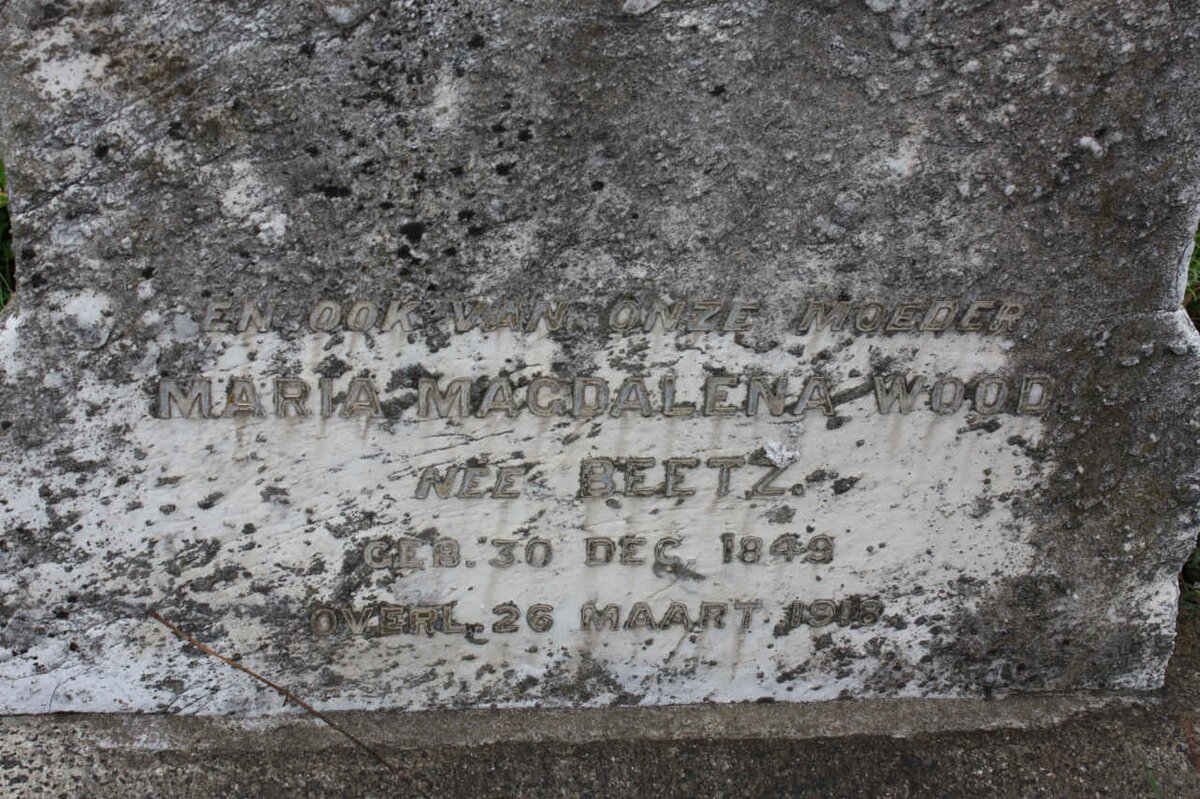 EN OOK VAN ONZE MOEDER
MARIA MAGDALENA WOOD
NEE BEETZ.
GEB. 30 DEC. 1849
OVERL. 26 MAART 1918